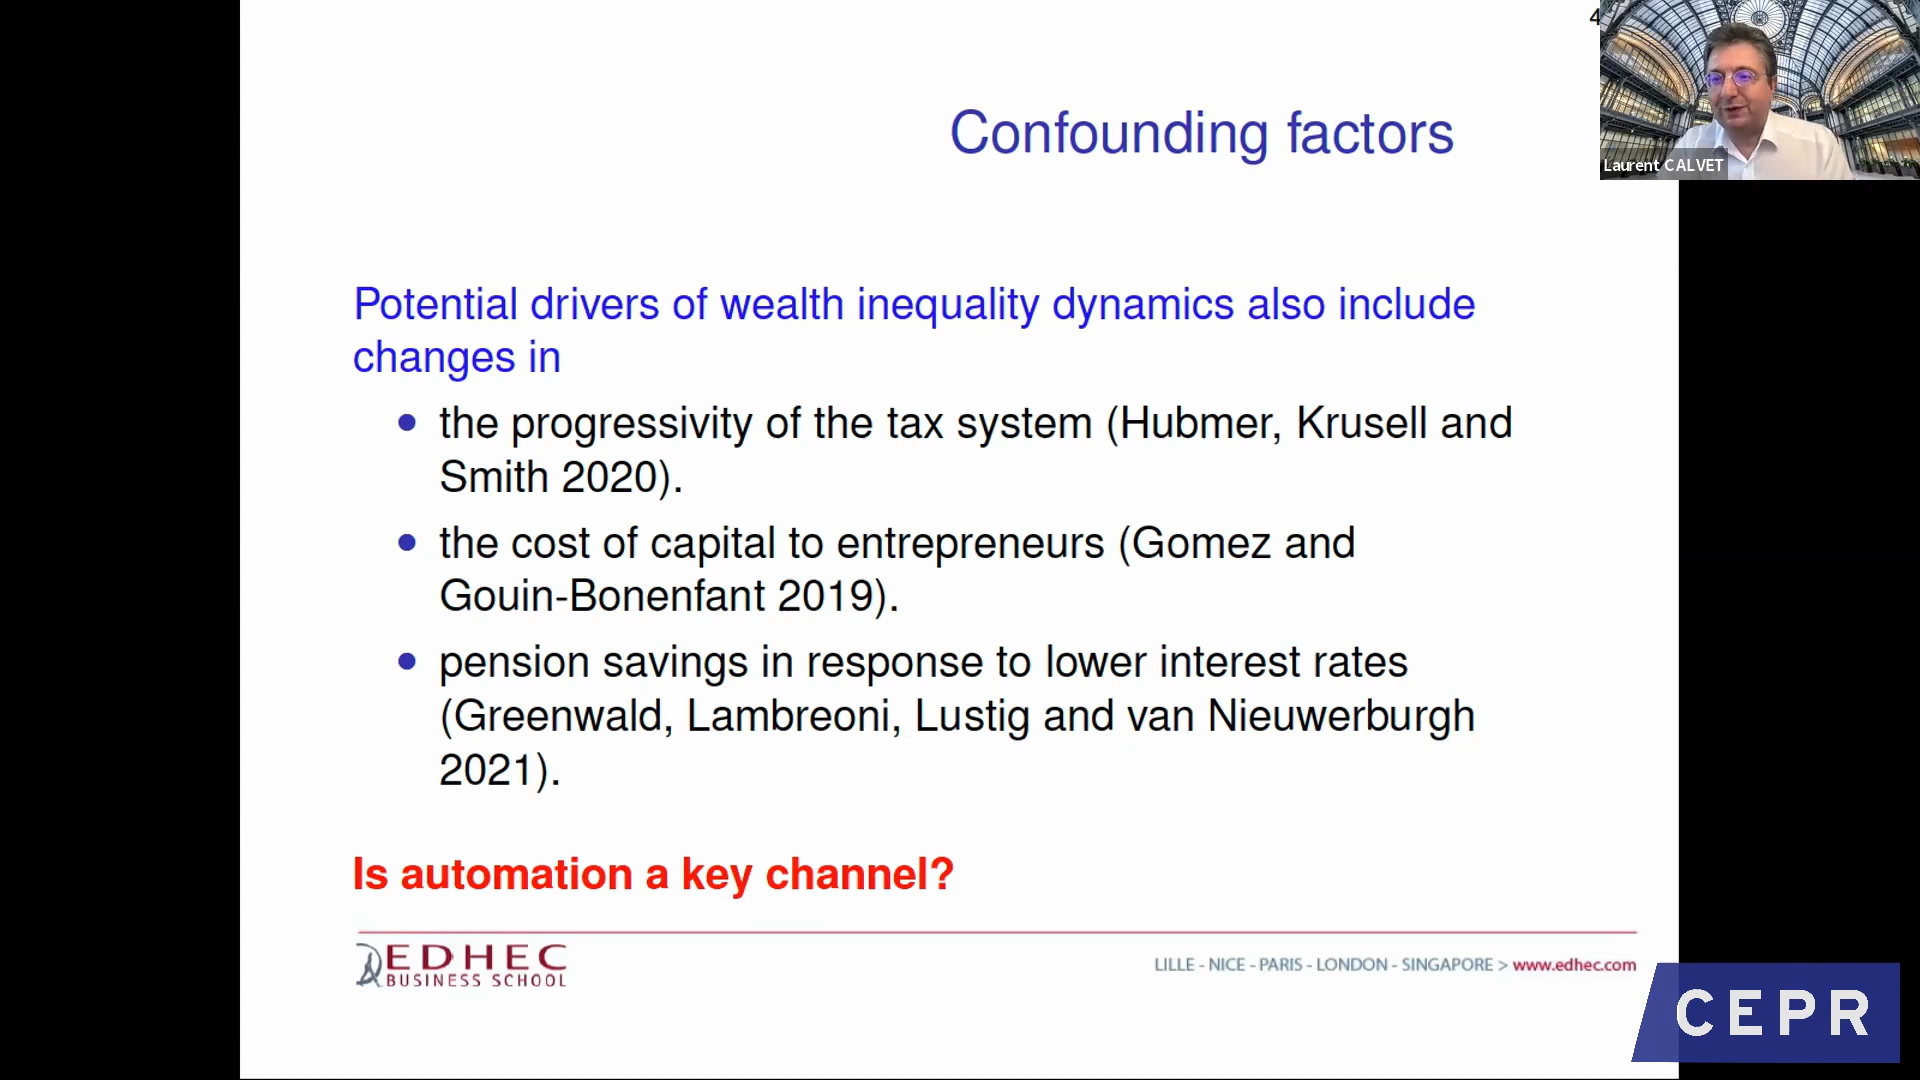 4
Laurent CALVET
Confounding factors
Potential drivers of wealth inequality dynamics also include
changes in
• the progressivity of the tax system (Hubmer, Krusell and
Smith 2020).
• the cost of capital to entrepreneurs (Gomez and
Gouin-Bonenfant 2019).
• pension savings in response to lower interest rates
(Greenwald, Lambreoni, Lustig and van Nieuwerburgh
2021).
Is automation a key channel?
EDHEC
BUSINESS SCHOOL
LILLE - NICE - PARIS - LONDON - SINGAPORE > www.edhec.com
CEPR